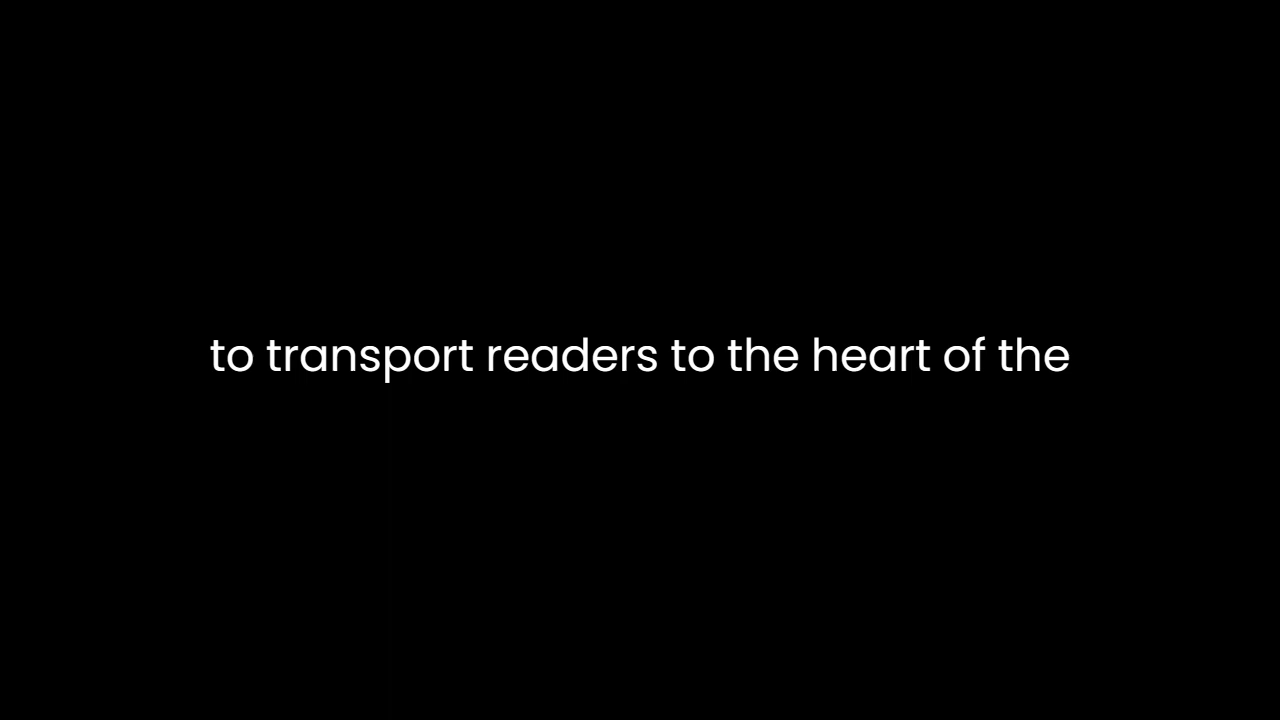 to transport readers to the heart of the